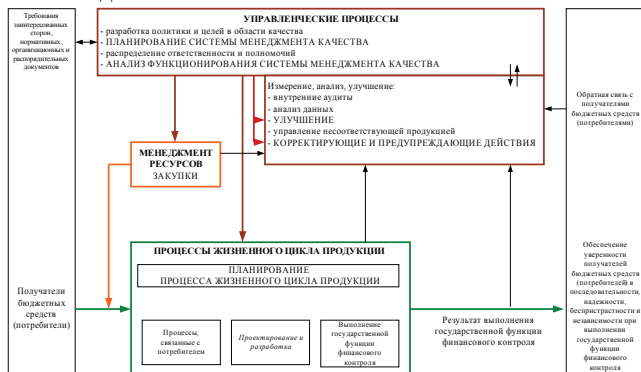 Требования
заинтересованных
сторон,
нормативных,
организационных и
распорядительных
документов
УПРАВЛЕНЧЕСКИЕ ПРОЦЕССЫ
- разработка политики и целей в области качества
- ПЛАНИРОВАНИЕ СИСТЕМЫ МЕНЕДЖМЕНТА КАЧЕСТВА
- распределение ответственности и полномочий
- АНАЛИЗ ФУНКЦИОНИРОВАНИЯ СИСТЕМЫ МЕНЕДЖМЕНТА КАЧЕСТВА
Измерение, анализ, улучшение:
- внутренние аудиты
- анализ данных
- УЛУЧШЕНИЕ
- управление несоответствующей продукцией
- КОРРЕКТИРУЮЩИЕ И ПРЕДУПРЕЖДАЮЩИЕ ДЕЙСТВИЯ
Обратная связь с
получателями
бюджетных средств
(потребителями)
МЕНЕДЖМЕНТ
РЕСУРСОВ
ЗАКУПКИ
ПРОЦЕССЫ ЖИЗНЕННОГО ЦИКЛА ПРОДУКЦИИ
ПЛАНИРОВАНИЕ
ПРОЦЕССА ЖИЗНЕННОГО ЦИКЛА ПРОДУКЦИИ
Получатели
бюджетных
средств
(потребители)
Процессы,
связанные с
потребителем
Проектирование и
разработка
Выполнение
государственной
функции
финансового
контроля
Результат выполнения
государственной функции
финансового контроля
Обеспечение
уверенности
получателей
бюджетных средств
(потребителей) в
последовательности,
надежности,
беспристрастности и
независимости при
выполнении
государственной
функции
финансового
контроля